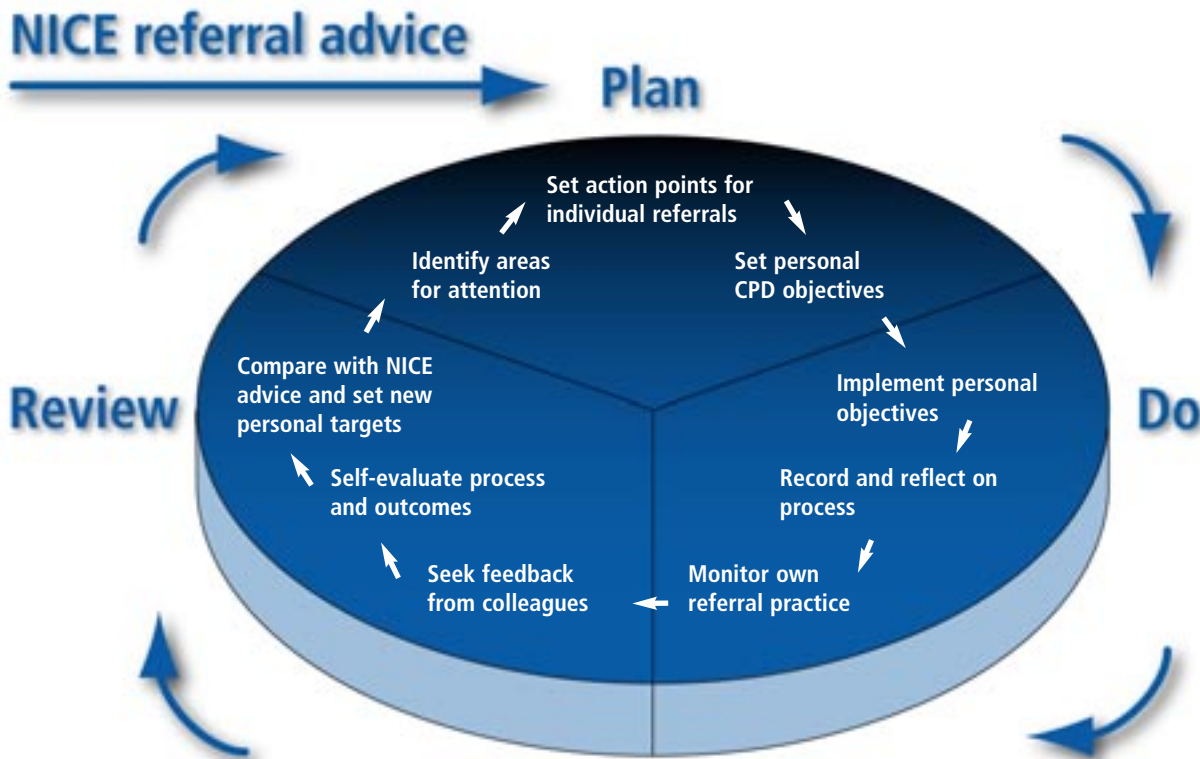 NICE referral advice
Plan
Set action points for
individual referrals
Identify areas
for attention
Set personal
CPD objectives
Compare with NICE
advice and set new
personal targets
Implement personal
objectives
Review
Do
Self-evaluate process
and outcomes
Record and reflect on
process
Seek feedback
from colleagues
Monitor own
referral practice